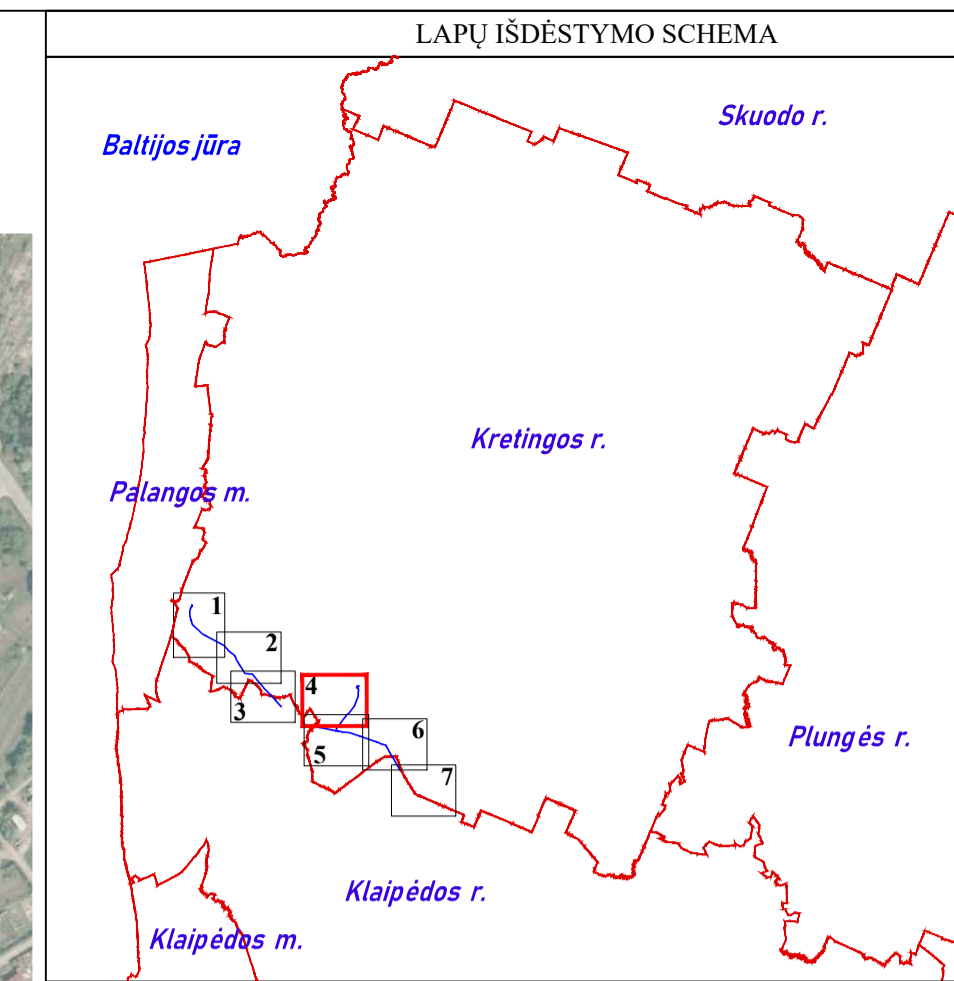 LAPŲ IŠDĖSTYMO SCHEMA
Skuodo r.
Baltijos jūra
Kretingos r.
Palangos m.
1
2
3
4
5
6
7
Plungės r.
Klaipėdos r.
Klaipėdos m.